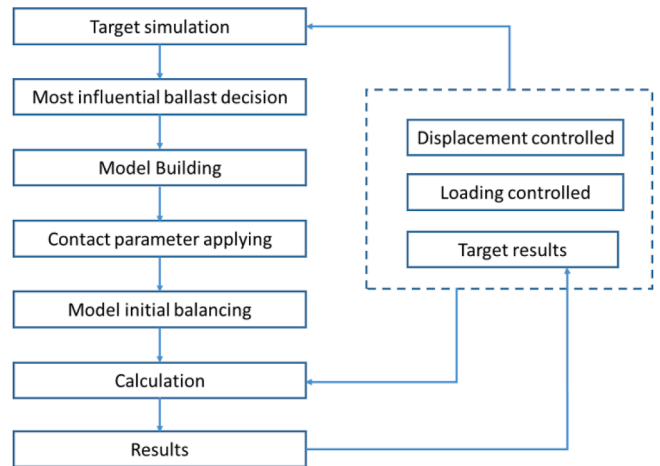 Target simulation
Most influential ballast decision
Model Building
Contact parameter applying
Model initial balancing
Calculation
Results
Displacement controlled
Loading controlled
Target results